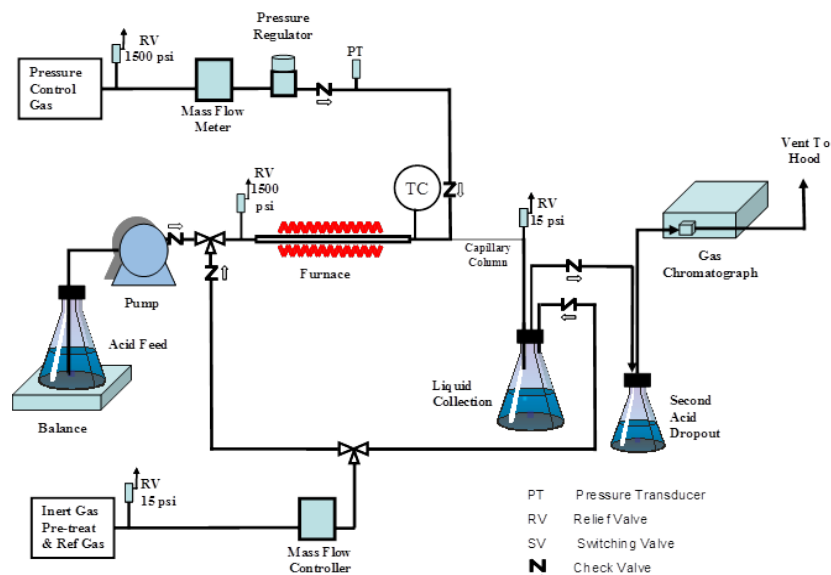 Pressure
Regulator
RV
1500 psi
PT
Pressure
Control
Gas
Mass Flow
Meter
Vent To
Hood
RV
1500
psi
TC
RV
15 psi
Capillary
Column
Gas
Chromatograph
Furnace
Pump
Acid Feed
Liquid
Collection
Second
Acid
Dropout
Balance
RV
15 psi
Inert Gas
Pre-treat
& Ref Gas
Mass Flow
Controller
PT Pressure Transducer
RV Relief Valve
SV Switching Valve
N Check Valve